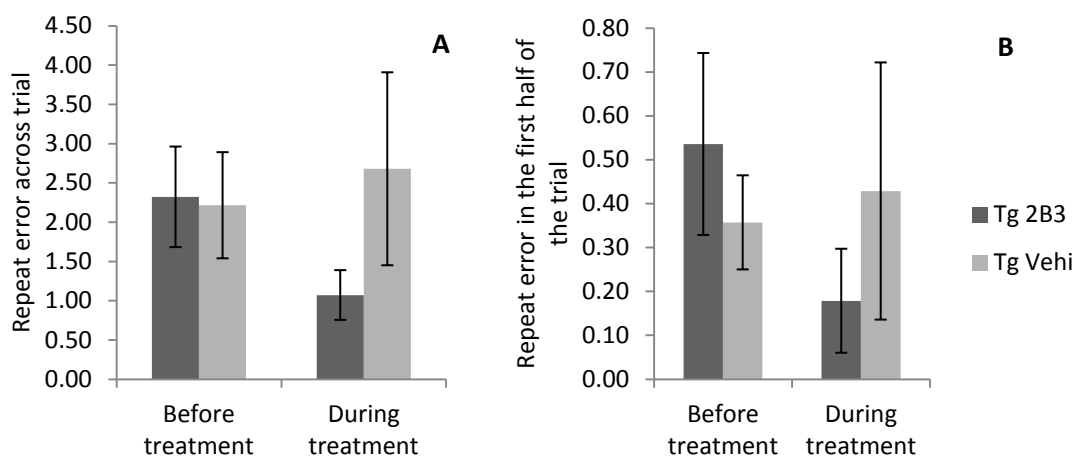 A
Repeat error across trial
4.50
4.00
3.50
3.00
2.50
2.00
1.50
1.00
0.50
0.00
Before
treatment
During
treatment
B
Repeat error in the first half of
the trial
0.80
0.70
0.60
0.50
0.40
0.30
0.20
0.10
0.00
Before
treatment
During
treatment
Tg 2B3
Tg Vehi